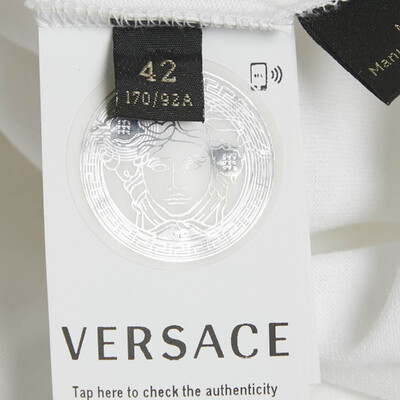 42
170/92A
VERSACE
Tap here to check the authenticity